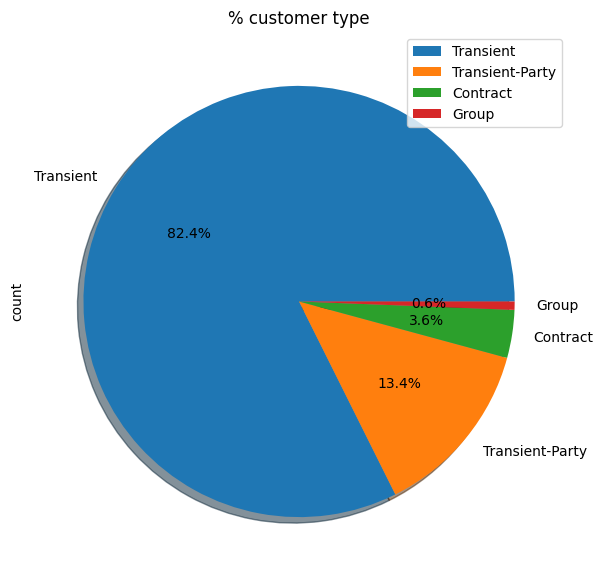 % customer type
Transient
Transient-Party
Contract
Group
Transient
82.4%
count
0.6%
Group
3.6%
Contract
13.4%
Transient-Party